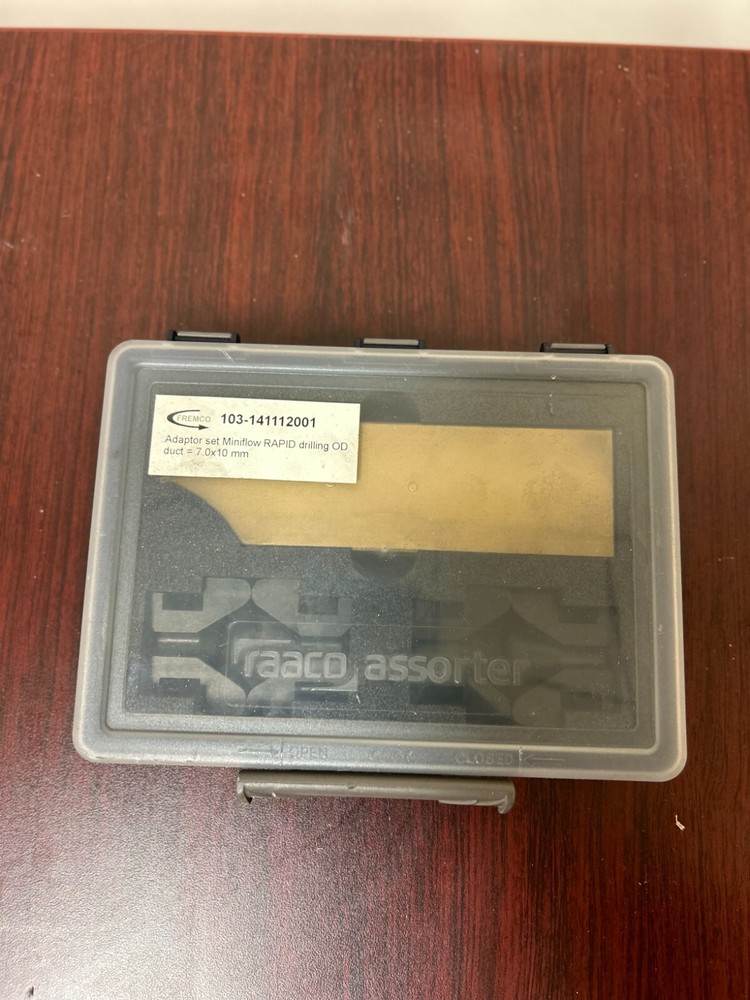 FREMCO 103-141112001
Adaptor set Miniflow RAPID drilling OD
duct = 7.0x10 mm
raaco assorter
OPEN CLOSED